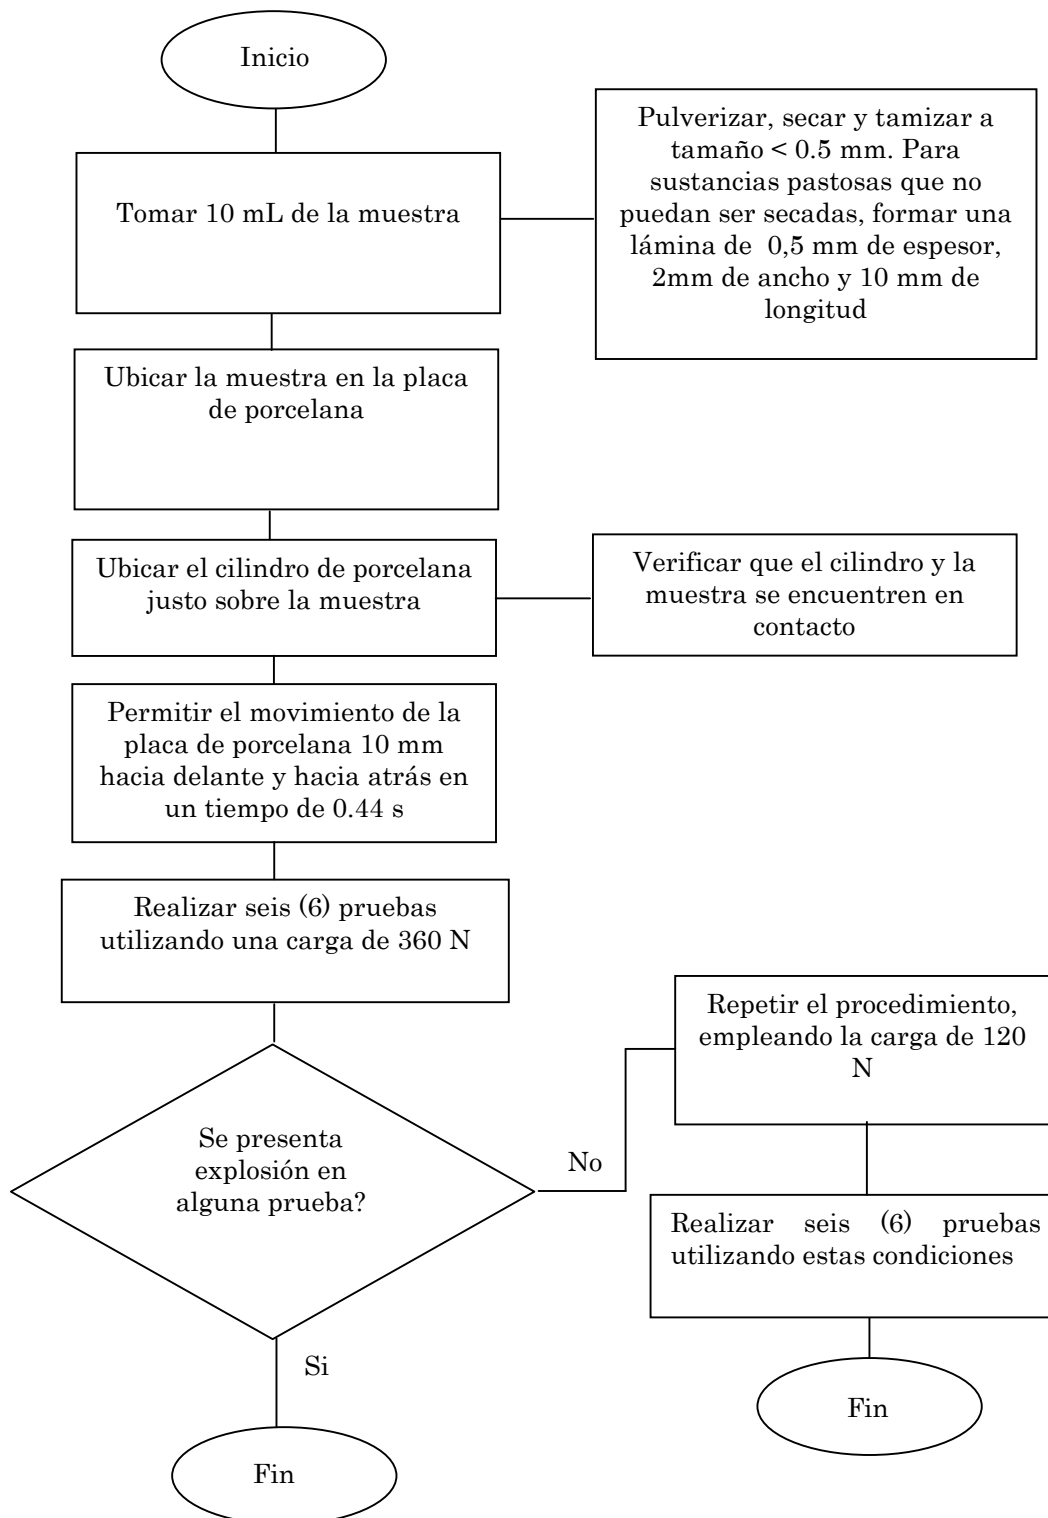 Inicio
Pulverizar, secar y tamizar a
tamaño < 0.5 mm. Para
sustancias pastosas que no
puedan ser secadas, formar una
lámina de 0,5 mm de espesor,
2mm de ancho y 10 mm de
longitud
Tomar 10 mL de la muestra
Ubicar la muestra en la placa
de porcelana
Ubicar el cilindro de porcelana
justo sobre la muestra
Verificar que el cilindro y la
muestra se encuentren en
contacto
Permitir el movimiento de la
placa de porcelana 10 mm
hacia delante y hacia atrás en
un tiempo de 0.44 s
Realizar seis (6) pruebas
utilizando una carga de 360 N
Repetir el procedimiento,
empleando la carga de 120
N
Se presenta
explosión en
alguna prueba?
No
Realizar seis (6) pruebas
utilizando estas condiciones
Si
Fin
Fin